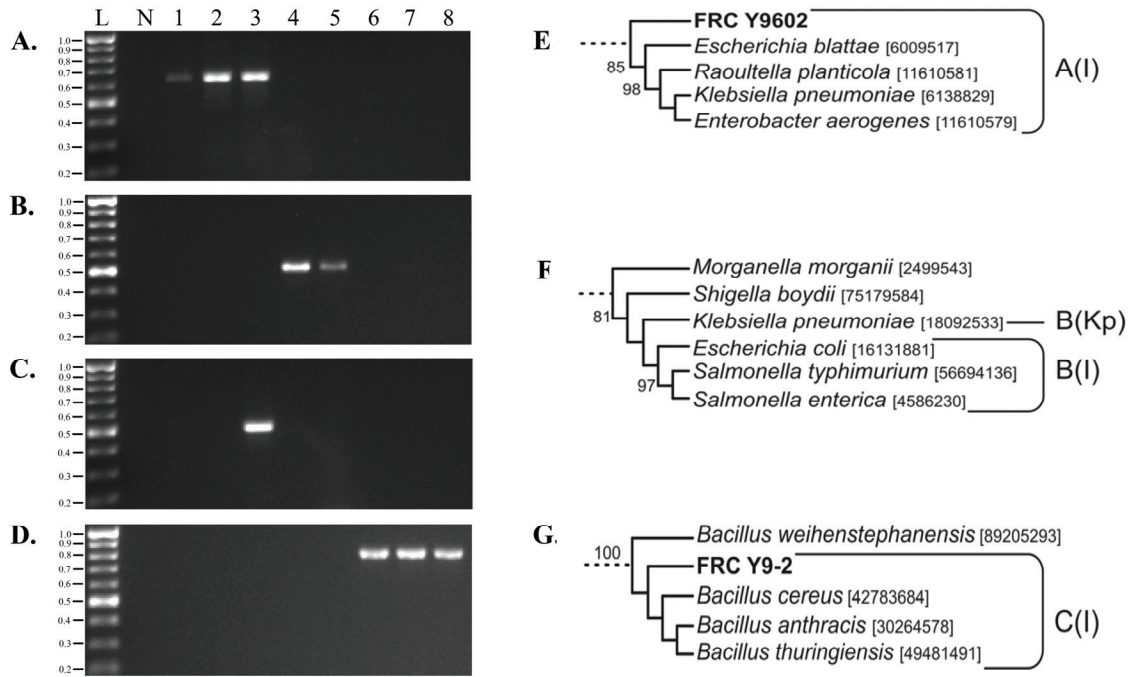 L N 1 2 3 4 5 6 7 8
A.
1.0
0.9
0.8
0.7
0.6
0.5
0.4
0.3
0.2
B.
1.0
0.9
0.8
0.7
0.6
0.5
0.4
0.3
0.2
C.
1.0
0.9
0.8
0.7
0.6
0.5
0.4
0.3
0.2
D.
1.0
0.9
0.8
0.7
0.6
0.5
0.4
0.3
0.2
E.
FRC Y9602
Escherichia blattae [6009517]
85
Raoultella planticola [11610581]
98
Klebsiella pneumoniae [6138829]
Enterobacter aerogenes [11610579]
A(I)
F.
Morganella morganii [2499543]
Shigella boydii [75179584]
81
Klebsiella pneumoniae [18092533]
B(Kp)
Escherichia coli [16131881]
Salmonella typhimurium [56694136]
97
Salmonella enterica [4586230]
B(I)
G.
Bacillus weihenstephanensis [89205293]
100
FRC Y9-2
Bacillus cereus [42783684]
Bacillus anthracis [30264578]
Bacillus thuringiensis [49481491]
C(I)